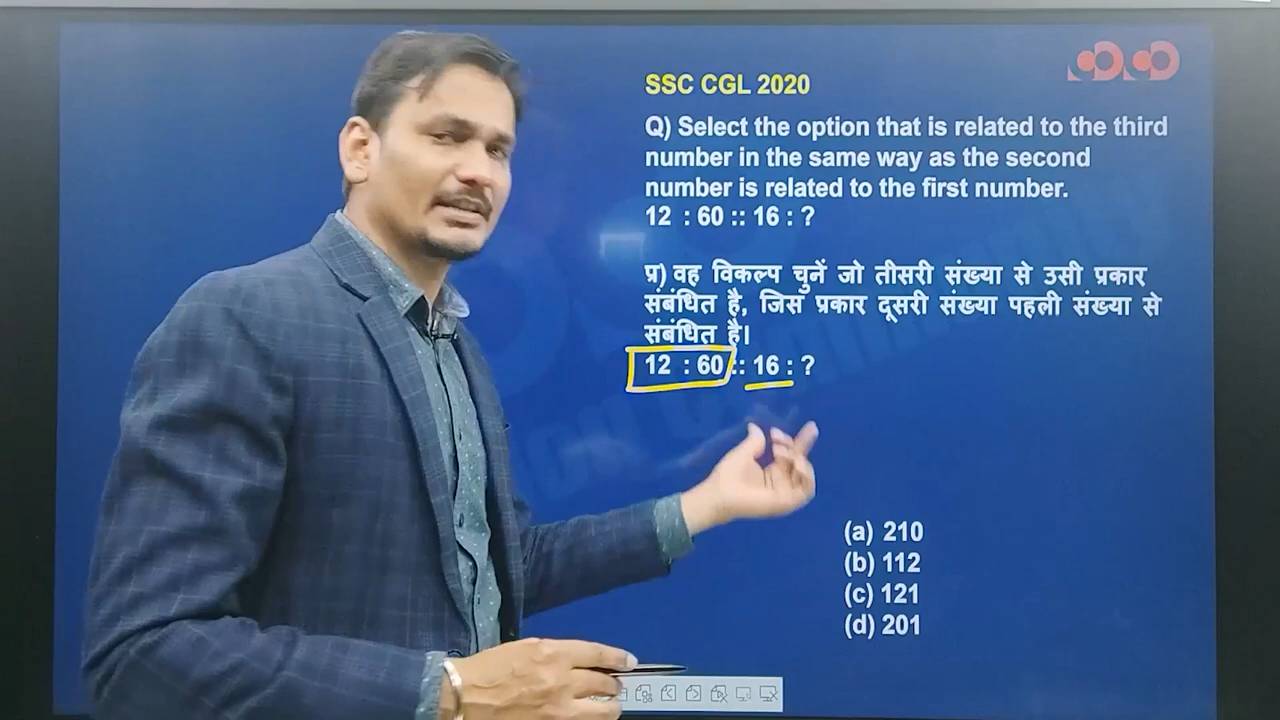 SSC CGL 2020
Q) Select the option that is related to the third
number in the same way as the second
number is related to the first number.
12 : 60 :: 16 : ?
प्र) वह विकल्प चुनें जो तीसरी संख्या से उसी प्रकार
संबंधित है, जिस प्रकार दूसरी संख्या पहली संख्या से
संबंधित है।
12 : 60 :: 16 : ?
(a) 210
(b) 112
(c) 121
(d) 201